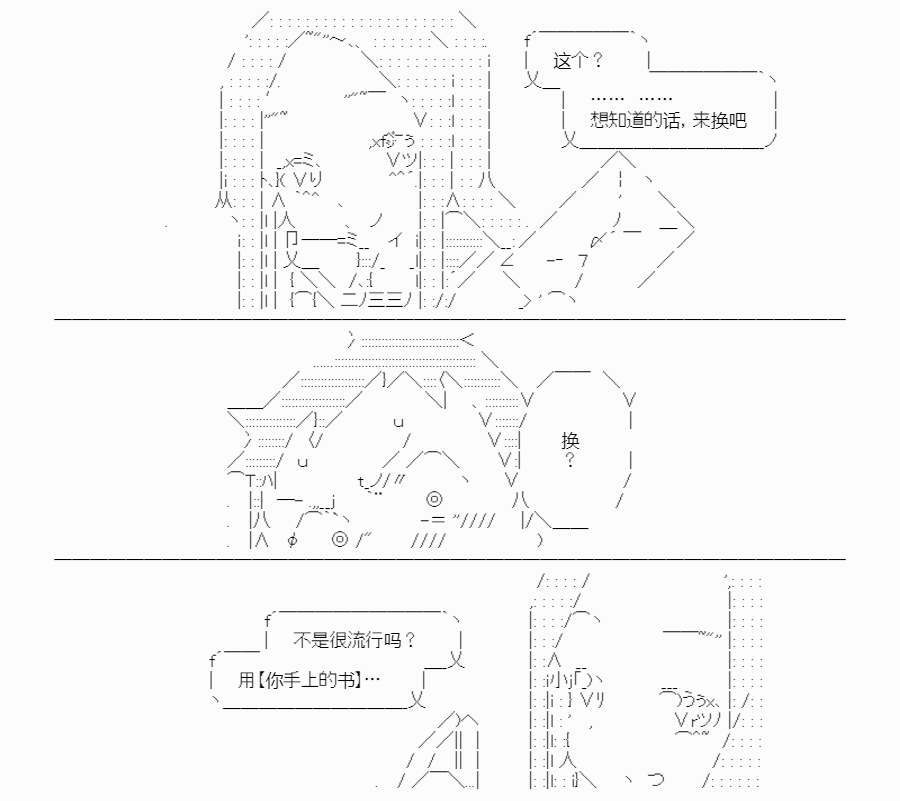 这个？
…… ……
想知道的话，来换吧
换
？
不是很流行吗？
用【你手上的书】…